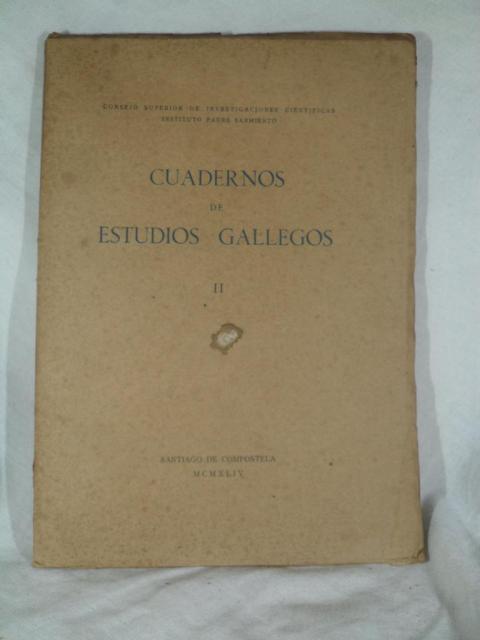 CONSEJO SUPERIOR DE INVESTIGACIONES CIENTIFICAS
INSTITUTO PADRE SARMIENTO
CUADERNOS
DE
ESTUDIOS GALLEGOS
II
SANTIAGO DE COMPOSTELA
MCMXLIV